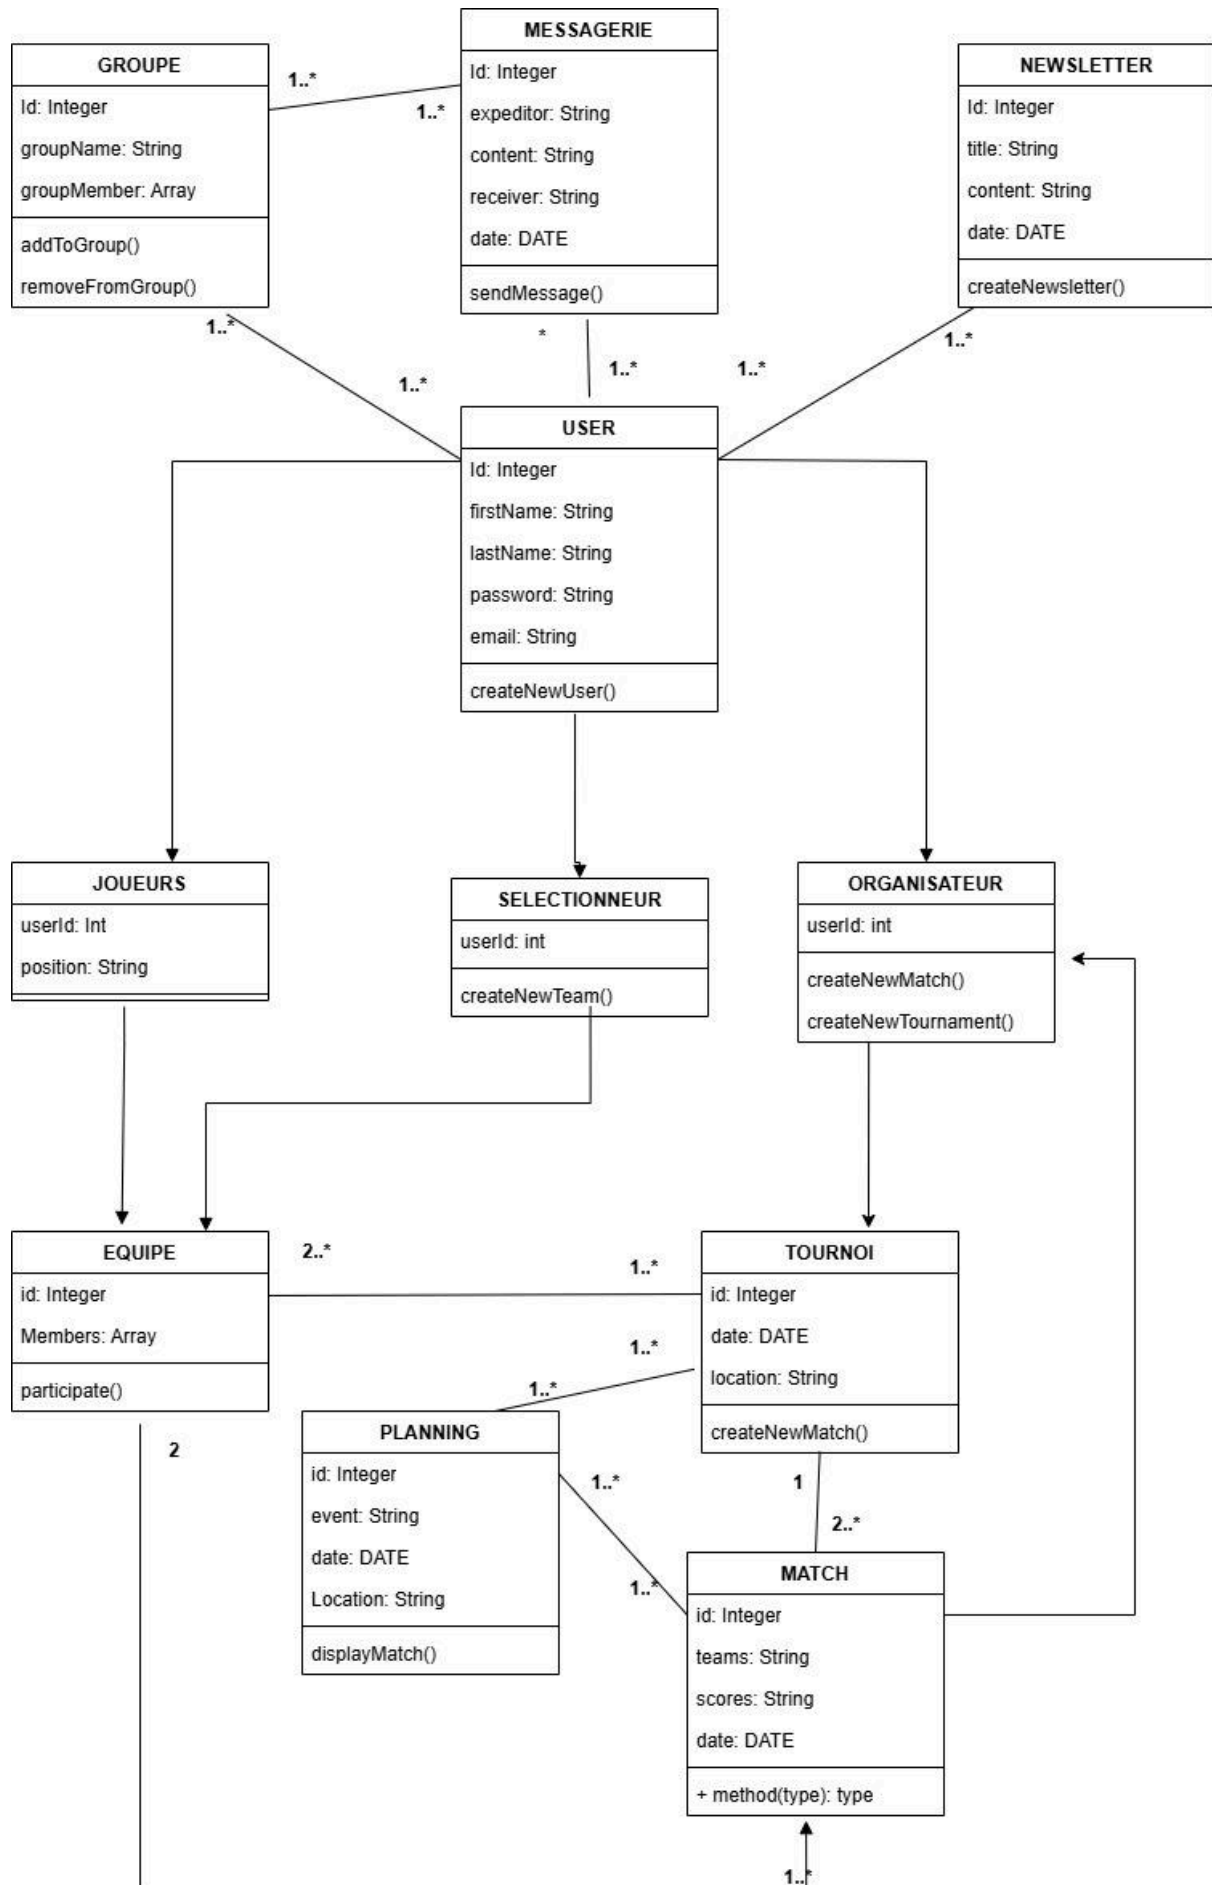 GROUPE
Id: Integer
groupName: String
groupMember: Array
addToGroup()
removeFromGroup()
1..*
1..*
MESSAGERIE
Id: Integer
expeditor: String
content: String
receiver: String
date: DATE
sendMessage()
NEWSLETTER
Id: Integer
title: String
content: String
date: DATE
createNewsletter()
1..*
1..*
*
1..*
1..*
1..*
USER
Id: Integer
firstName: String
lastName: String
password: String
email: String
createNewUser()
JOUEURS
userId: Int
position: String
SELECTIONNEUR
userId: int
createNewTeam()
ORGANISATEUR
userId: int
createNewMatch()
createNewTournament()
EQUIPE
id: Integer
Members: Array
participate()
2..*
1..*
TOURNOI
id: Integer
date: DATE
location: String
createNewMatch()
1..*
1..*
PLANNING
id: Integer
event: String
date: DATE
Location: String
displayMatch()
2
1..*
1..*
1
2..*
MATCH
id: Integer
teams: String
scores: String
date: DATE
+ method(type): type
1..*